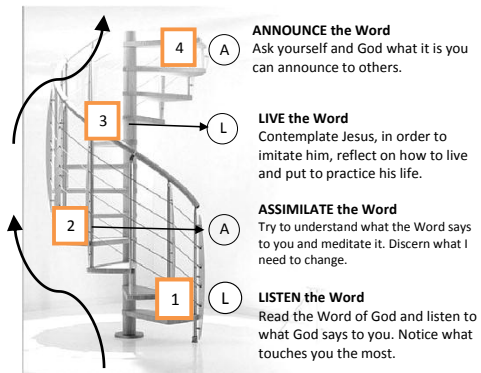 4 A
ANNOUNCE the Word
Ask yourself and God what it is you
can announce to others.
3 L
LIVE the Word
Contemplate Jesus, in order to
imitate him, reflect on how to live
and put to practice his life.
2 A
ASSIMILATE the Word
Try to understand what the Word says
to you and meditate it. Discern what I
need to change.
1 L
LISTEN the Word
Read the Word of God and listen to
what God says to you. Notice what
touches you the most.